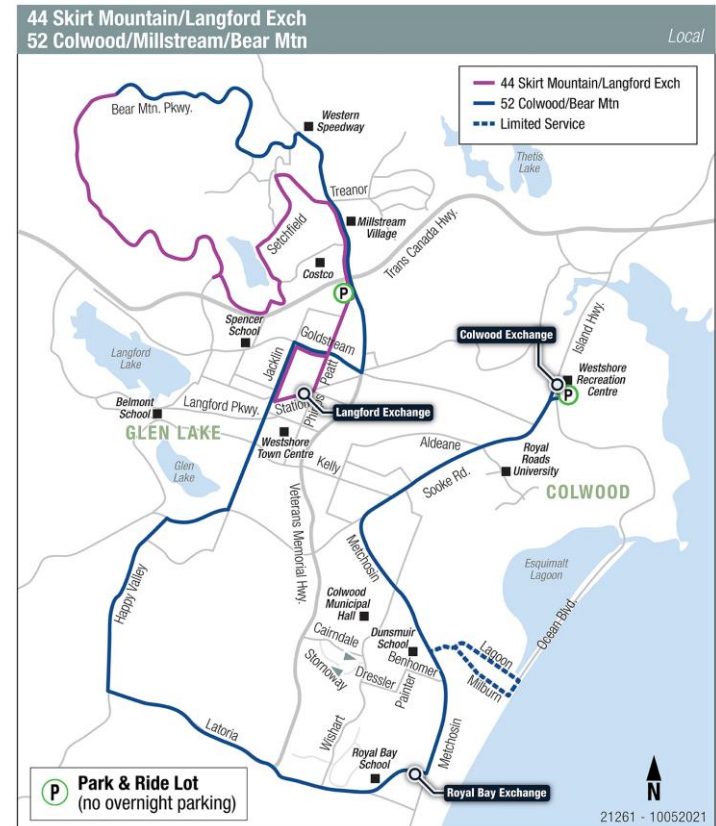 44 Skirt Mountain/Langford Exch
52 Colwood/Millstream/Bear Mtn
Local
44 Skirt Mountain/Langford Exch
52 Colwood/Bear Mtn
Limited Service
Bear Mtn. Pkwy.
Western
Speedway
Thetis
Lake
Treanor
Setchfield
Millstream
Village
Trans Canada Hwy.
Costco
P
Spencer
School
Goldstream
Colwood Exchange
Island Hwy.
Langford
Lake
Jacklin
Peatt
Westshore
Recreation
Centre
P
Belmont
School
Langford Pkwy.
Station
Phipps
Langford Exchange
GLEN LAKE
Westshore
Town Centre
Aldeane
Royal
Roads
University
Glen
Lake
Kelly
Sooke Rd.
COLWOOD
Veterans Memorial Hwy.
Metchosin
Esquimalt
Lagoon
Happy Valley
Colwood
Municipal
Hall
Ocean Blvd.
Cairndale
Dunsmuir
School
Lagoon
Stornoway
Benhomer
Dressler
Milburn
Painter
Latoria
Wishart
Metchosin
Royal Bay
School
Royal Bay Exchange
P Park & Ride Lot
(no overnight parking)
N
21261 - 10052021